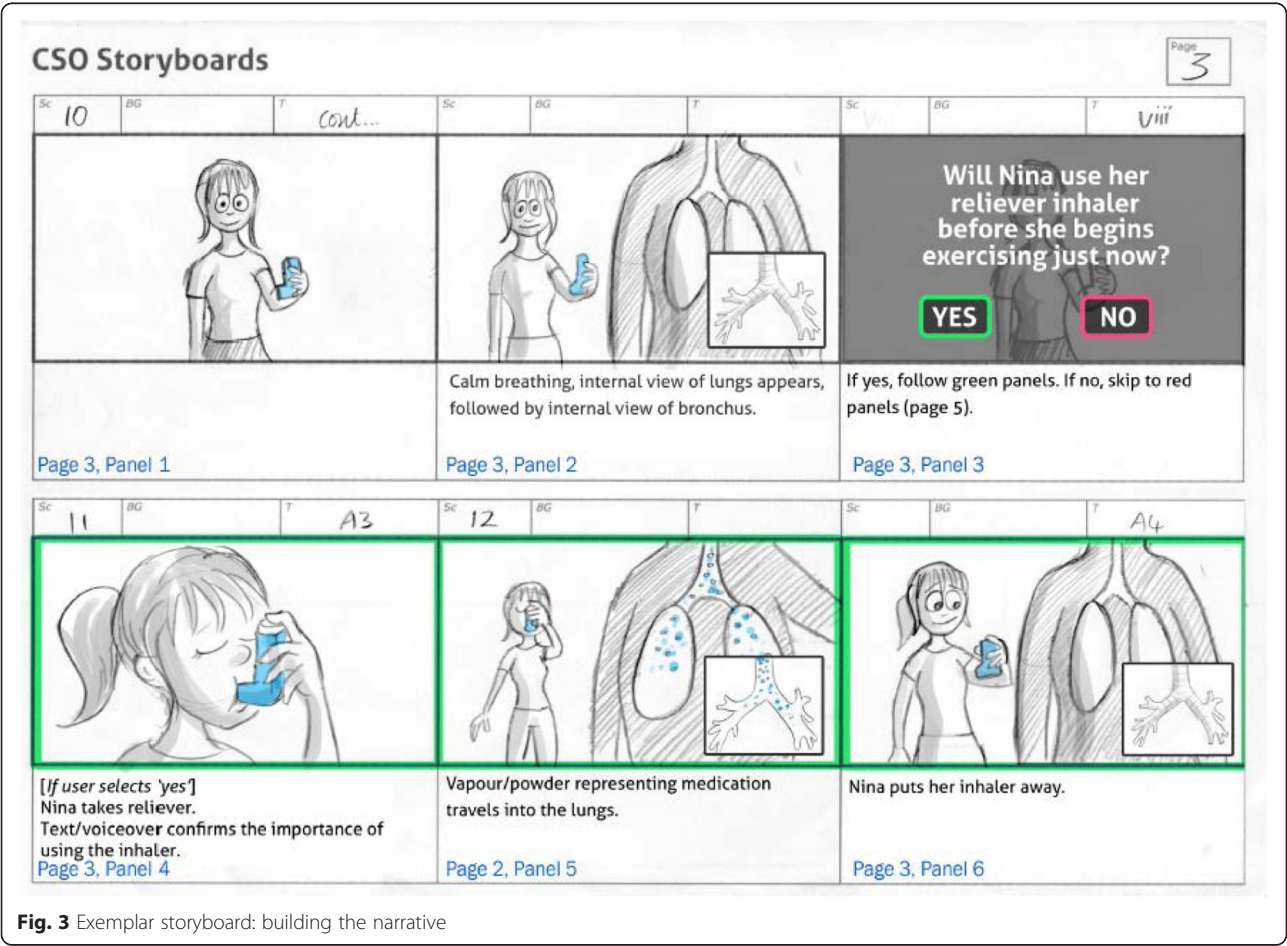 CSO Storyboards
Page
3
Sc 10 BG T cont...
Sc BG T
Sc viii BG T viii
Will Nina use her
reliever inhaler
before she begins
exercising just now?
YES NO
Calm breathing, internal view of lungs appears,
followed by internal view of bronchus.
If yes, follow green panels. If no, skip to red
panels (page 5).
Page 3, Panel 1
Page 3, Panel 2
Page 3, Panel 3
Sc 11 BG T A3
Sc 12 BG T
Sc BG T A4
[If user selects 'yes']
Nina takes reliever.
Text/voiceover confirms the importance of
using the inhaler.
Page 3, Panel 4
Vapour/powder representing medication
travels into the lungs.
Page 2, Panel 5
Nina puts her inhaler away.
Page 3, Panel 6
Fig. 3 Exemplar storyboard: building the narrative